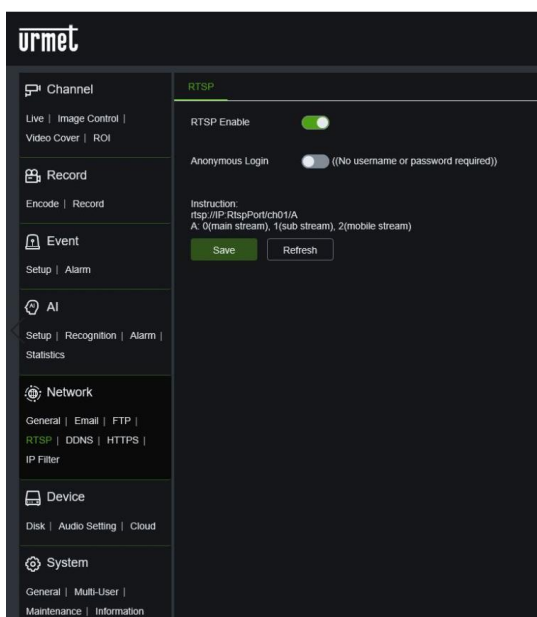 urmet
Channel
Live | Image Control |
Video Cover | ROI
Record
Encode | Record
Event
Setup | Alarm
AI
Setup | Recognition | Alarm |
Statistics
Network
General | Email | FTP |
RTSP | DDNS | HTTPS |
IP Filter
Device
Disk | Audio Setting | Cloud
System
General | Multi-User |
Maintenance | Information
RTSP
RTSP Enable
Anonymous Login ((No username or password required))
Instruction:
rtsp://IP:RtspPort/ch01/A
A: 0(main stream), 1(sub stream), 2(mobile stream)
Save Refresh